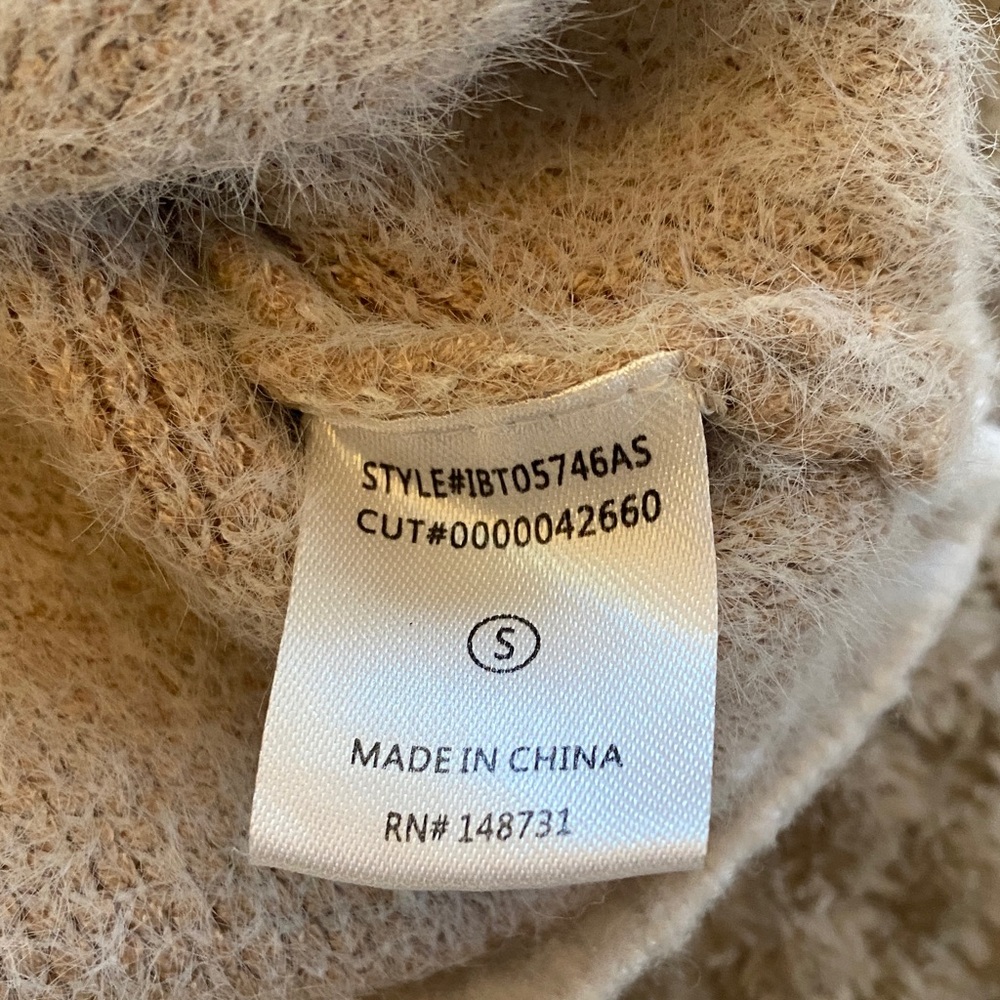 STYLE#IBT05746AS
CUT#0000042660
S
MADE IN CHINA
RN# 148731